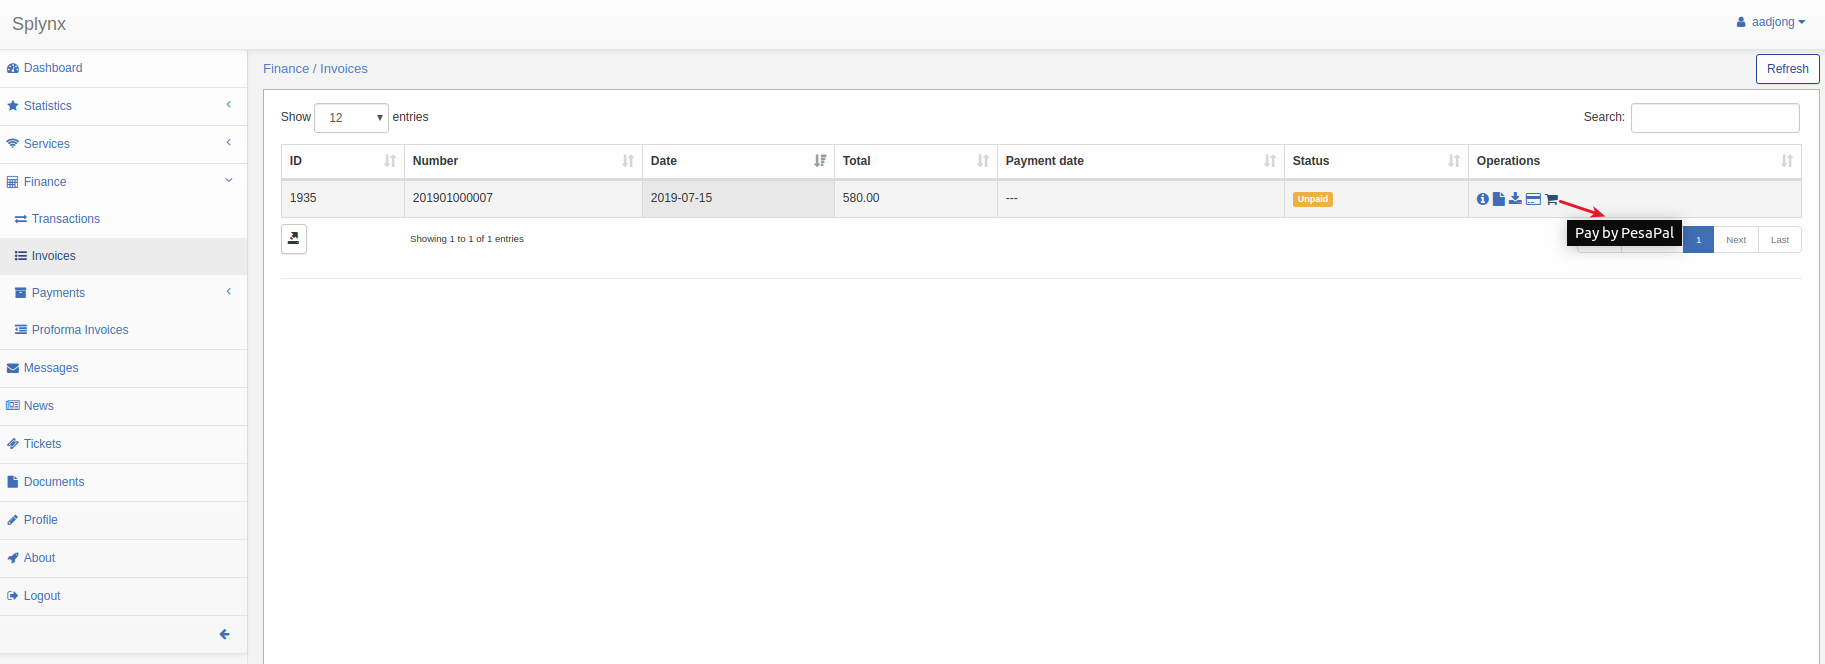 Splynx
aadjong
Dashboard
Statistics
Services
Finance
Transactions
Invoices
Payments
Proforma Invoices
Messages
News
Tickets
Documents
Profile
About
Logout
Finance / Invoices
Refresh
Show 12 entries
Search:
ID Number Date Total Payment date Status Operations
1935 201901000007 2019-07-15 580.00 --- Unpaid
Pay by PesaPal
Showing 1 to 1 of 1 entries
1 Next Last